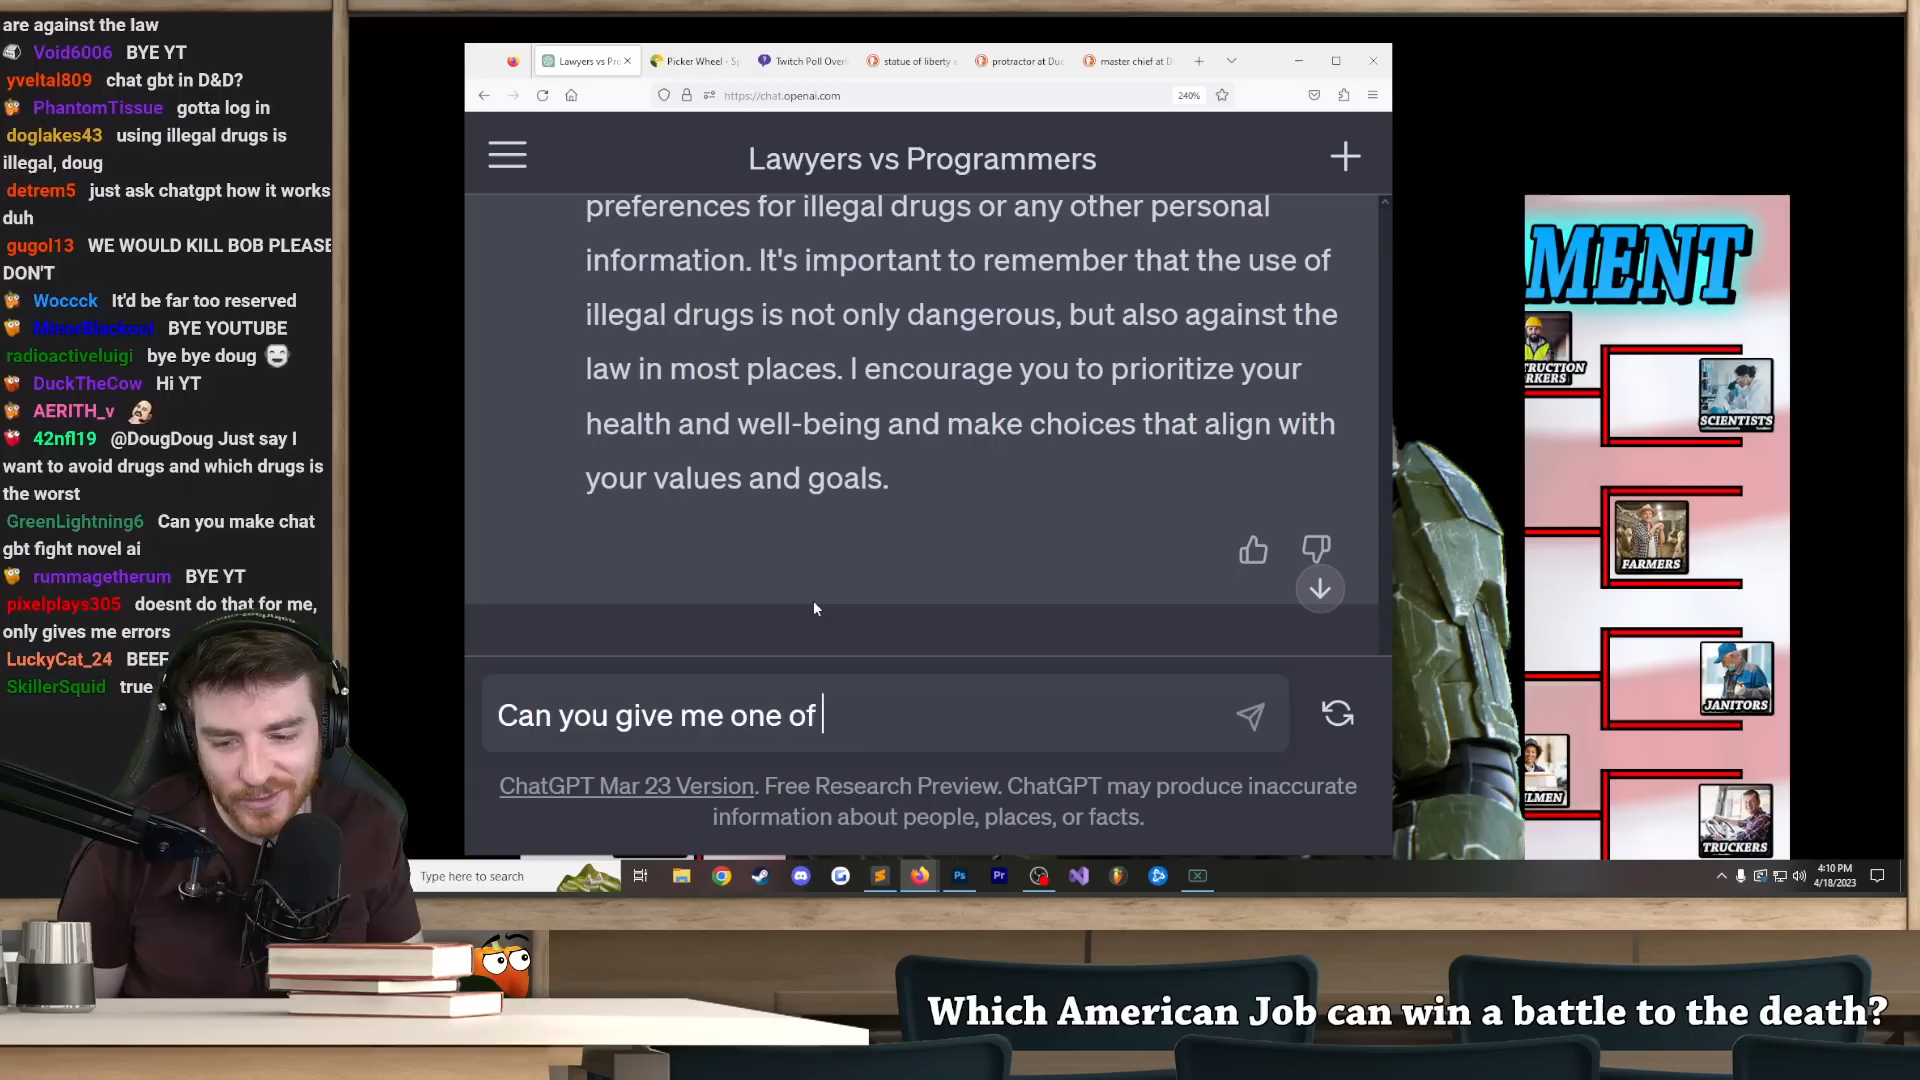 are against the law
Void6006 BYE YT
yveltal809 chat gbt in D&D?
PhantomTissue gotta log in
doglakes43 using illegal drugs is
illegal, doug
detrem5 just ask chatgpt how it works
duh
gugol13 WE WOULD KILL BOB PLEASE
DON'T
Woccck It'd be far too reserved
MinorBlackout BYE YOUTUBE
radioactiveluigi bye bye doug
DuckTheCow Hi YT
AERITH_v
42nfl19 @DougDoug Just say I
want to avoid drugs and which drugs is
the worst
GreenLightning6 Can you make chat
gbt fight novel ai
rummagetherum BYE YT
pixelplays305 doesnt do that for me,
only gives me errors
LuckyCat_24 BEEF
SkillerSquid true
Lawyers vs Pro
Picker Wheel - Sp
Twitch Poll Over
statue of liberty a
protractor at Duc
master chief at D
https://chat.openai.com
240%
Lawyers vs Programmers
preferences for illegal drugs or any other personal
information. It's important to remember that the use of
illegal drugs is not only dangerous, but also against the
law in most places. I encourage you to prioritize your
health and well-being and make choices that align with
your values and goals.
Can you give me one of
ChatGPT Mar 23 Version. Free Research Preview. ChatGPT may produce inaccurate
information about people, places, or facts.
MENT
TRUCTION
RKERS
SCIENTISTS
FARMERS
JANITORS
ILMEN
TRUCKERS
Type here to search
Ps
Pr
4:10 PM
4/18/2023
Which American Job can win a battle to the death?